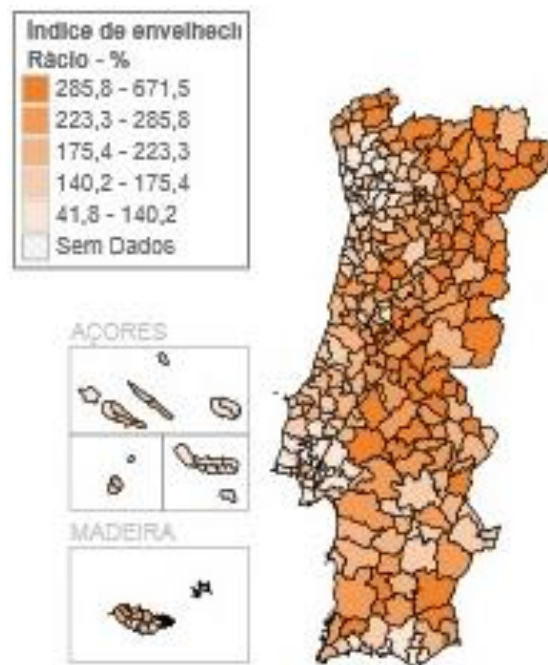 Índice de envelheci
Rácio - %
285,8 - 671,5
223,3 - 285,8
175,4 - 223,3
140,2 - 175,4
41,8 - 140,2
Sem Dados
AÇORES
MADEIRA